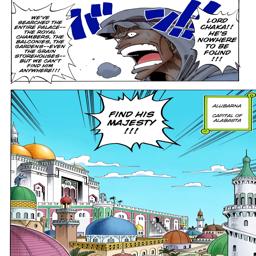 LORD
CHAKA!!
HE'S
NOWHERE
TO BE
FOUND
!!!
WE'VE
SEARCHED THE
ENTIRE PALACE--
THE ROYAL
CHAMBERS, THE
BALCONIES, THE
GARDENS--EVEN
THE GRAIN
STOREHOUSES--
BUT WE CAN'T
FIND HIM
ANYWHERE!!!
ALUBARNA
CAPITAL OF
ALABASTA
FIND HIS
MAJESTY
!!!